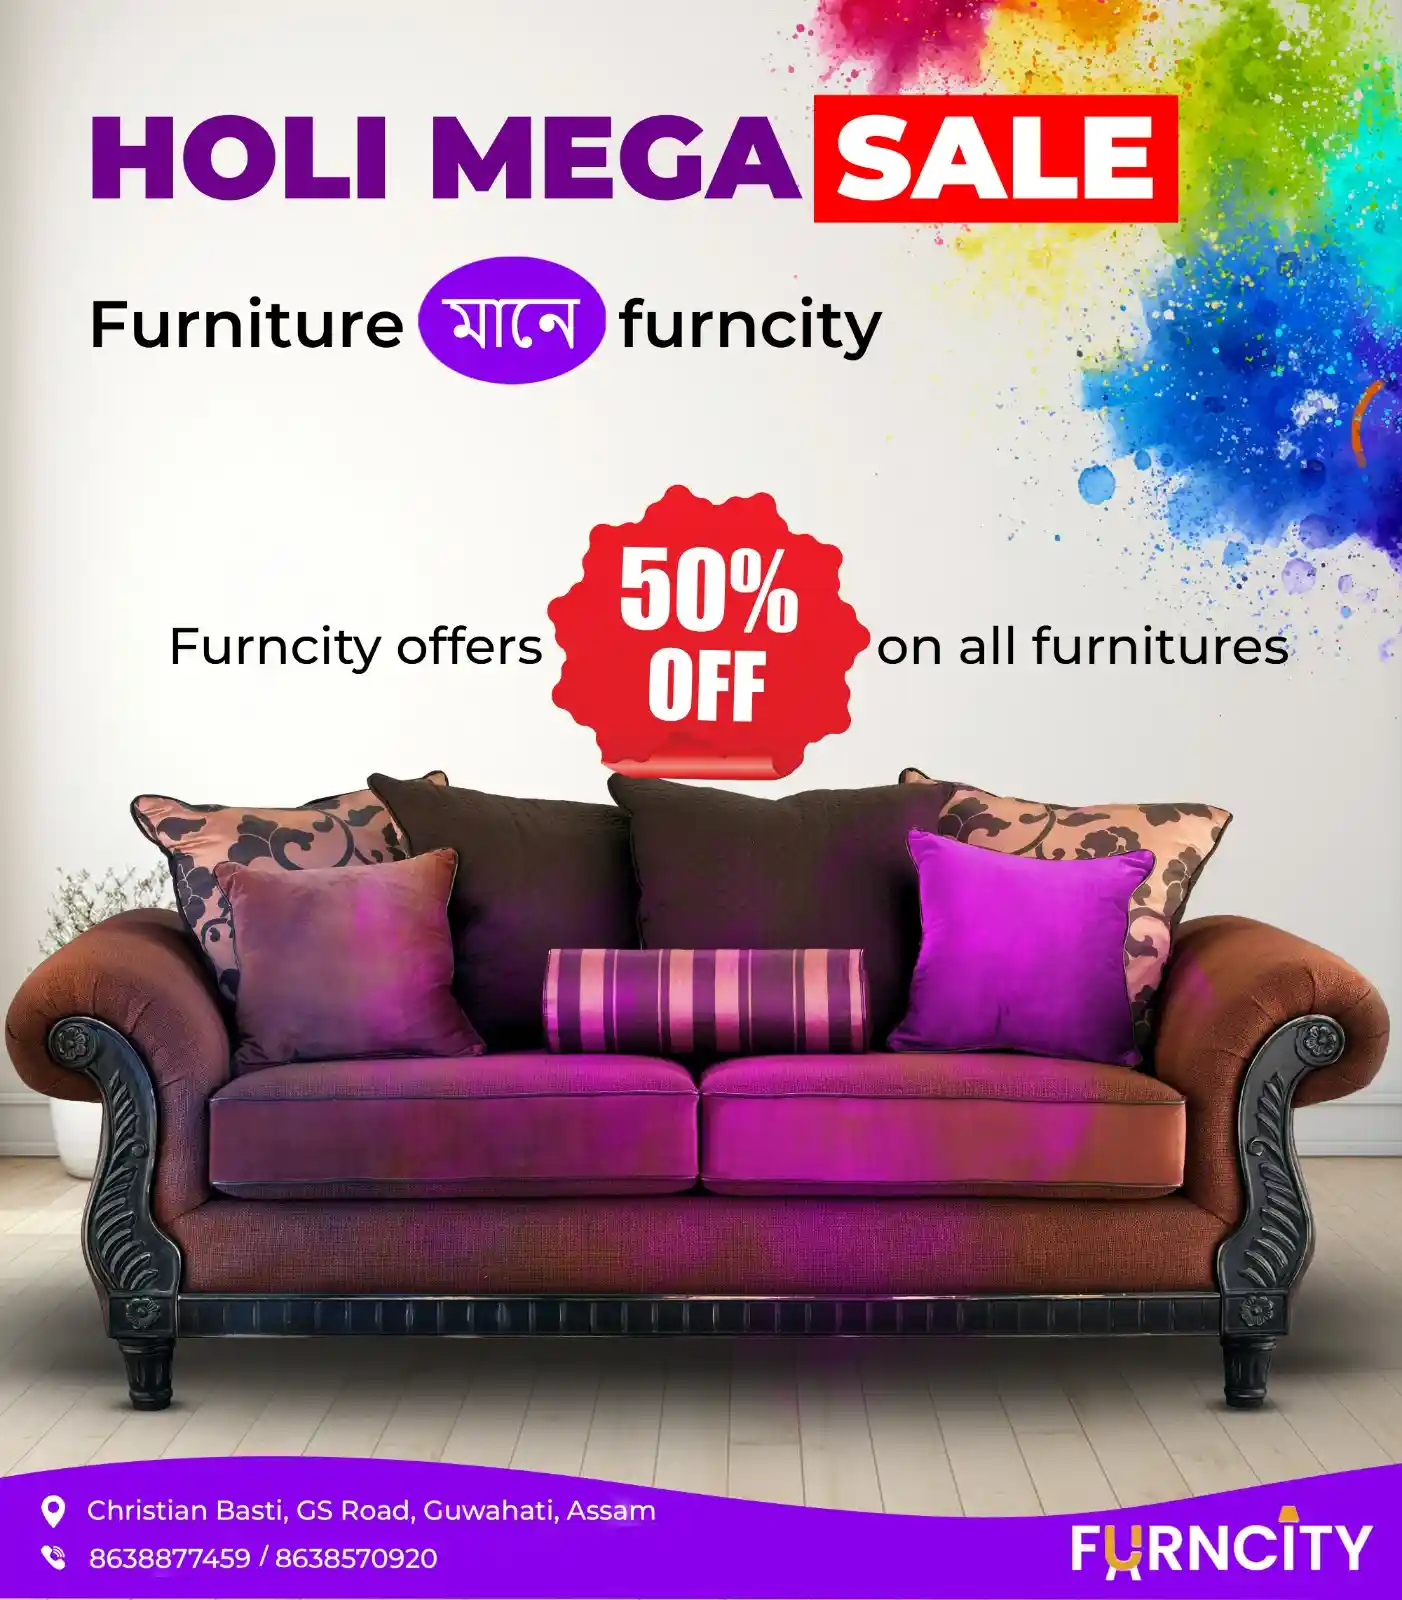 HOLI MEGA SALE
Furniture মানে furncity
50%
OFF
Furncity offers on all furnitures
Christian Basti, GS Road, Guwahati, Assam
8638877459 / 8638570920
FURNCITY